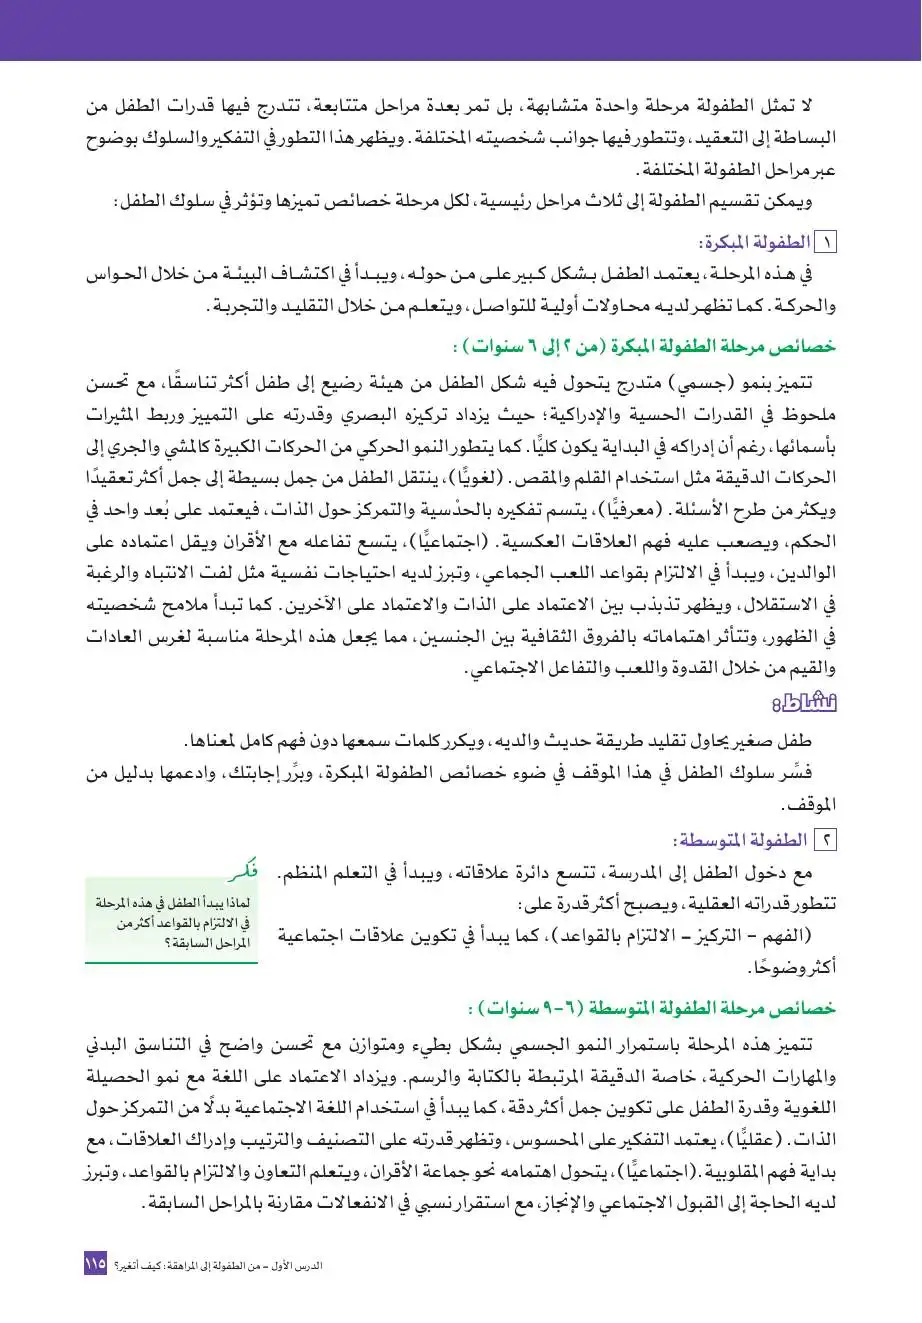 لا تمثل الطفولة مرحلة واحدة متشابهة، بل تمر بعدة مراحل متتابعة، تتدرج فيها قدرات الطفل من
البساطة إلى التعقيد، وتتطور فيها جوانب شخصيته المختلفة. ويظهر هذا التطور في التفكير والسلوك بوضوح
عبر مراحل الطفولة المختلفة.
ويمكن تقسيم الطفولة إلى ثلاث مراحل رئيسية، لكل مرحلة خصائص تميزها وتؤثر في سلوك الطفل:
١ الطفولة المبكرة:
في هذه المرحلة، يعتمد الطفل بشكل كبير على من حوله، ويبدأ في اكتشاف البيئة من خلال الحواس
والحركة. كما تظهر لديه محاولات أولية للتواصل، ويتعلم من خلال التقليد والتجربة.
خصائص مرحلة الطفولة المبكرة (من ٢ إلى ٦ سنوات):
تتميز بنمو (جسمي) متدرج يتحول فيه شكل الطفل من هيئة رضيع إلى طفل أكثر تناسقًا، مع تحسن
ملحوظ في القدرات الحسية والإدراكية؛ حيث يزداد تركيزه البصري وقدرته على التمييز وربط المثيرات
بأسمائها، رغم أن إدراكه في البداية يكون كليًّا. كما يتطور النمو الحركي من الحركات الكبيرة كالمشي والجري إلى
الحركات الدقيقة مثل استخدام القلم والمقص. (لغويًّا)، ينتقل الطفل من جمل بسيطة إلى جمل أكثر تعقيدًا
ويكثر من طرح الأسئلة. (معرفيًّا)، يتسم تفكيره بالحدْسية والتمركز حول الذات، فيعتمد على بُعد واحد في
الحكم، ويصعب عليه فهم العلاقات العكسية. (اجتماعيًّا)، يتسع تفاعله مع الأقران ويقل اعتماده على
الوالدين، ويبدأ في الالتزام بقواعد اللعب الجماعي، وتبرز لديه احتياجات نفسية مثل لفت الانتباه والرغبة
في الاستقلال، ويظهر تذبذب بين الاعتماد على الذات والاعتماد على الآخرين. كما تبدأ ملامح شخصيته
في الظهور، وتتأثر اهتماماته بالفروق الثقافية بين الجنسين، مما يجعل هذه المرحلة مناسبة لغرس العادات
والقيم من خلال القدوة واللعب والتفاعل الاجتماعي.
نشاط:
طفل صغير يحاول تقليد طريقة حديث والديه، ويكرر كلمات سمعها دون فهم كامل لمعناها.
فسِّر سلوك الطفل في هذا الموقف في ضوء خصائص الطفولة المبكرة، وبرِّر إجابتك، وادعمها بدليل من
الموقف.
٢ الطفولة المتوسطة:
مع دخول الطفل إلى المدرسة، تتسع دائرة علاقاته، ويبدأ في التعلم المنظم.
تتطور قدراته العقلية، ويصبح أكثر قدرة على:
(الفهم – التركيز – الالتزام بالقواعد)، كما يبدأ في تكوين علاقات اجتماعية
أكثر وضوحًا.
فكر
لماذا يبدأ الطفل في هذه المرحلة
في الالتزام بالقواعد أكثر من
المراحل السابقة؟
خصائص مرحلة الطفولة المتوسطة (٦-٩ سنوات):
تتميز هذه المرحلة باستمرار النمو الجسمي بشكل بطيء ومتوازن مع تحسن واضح في التناسق البدني
والمهارات الحركية، خاصة الدقيقة المرتبطة بالكتابة والرسم. ويزداد الاعتماد على اللغة مع نمو الحصيلة
اللغوية وقدرة الطفل على تكوين جمل أكثر دقة، كما يبدأ في استخدام اللغة الاجتماعية بدلًا من التمركز حول
الذات. (عقليًّا)، يعتمد التفكير على المحسوس، وتظهر قدرته على التصنيف والترتيب وإدراك العلاقات، مع
بداية فهم المقلوبية. (اجتماعيًّا)، يتحول اهتمامه نحو جماعة الأقران، ويتعلم التعاون والالتزام بالقواعد، وتبرز
لديه الحاجة إلى القبول الاجتماعي والإنجاز، مع استقرار نسبي في الانفعالات مقارنة بالمراحل السابقة.
الدرس الأول – من الطفولة إلى المراهقة: كيف أتغير؟ ١١٥